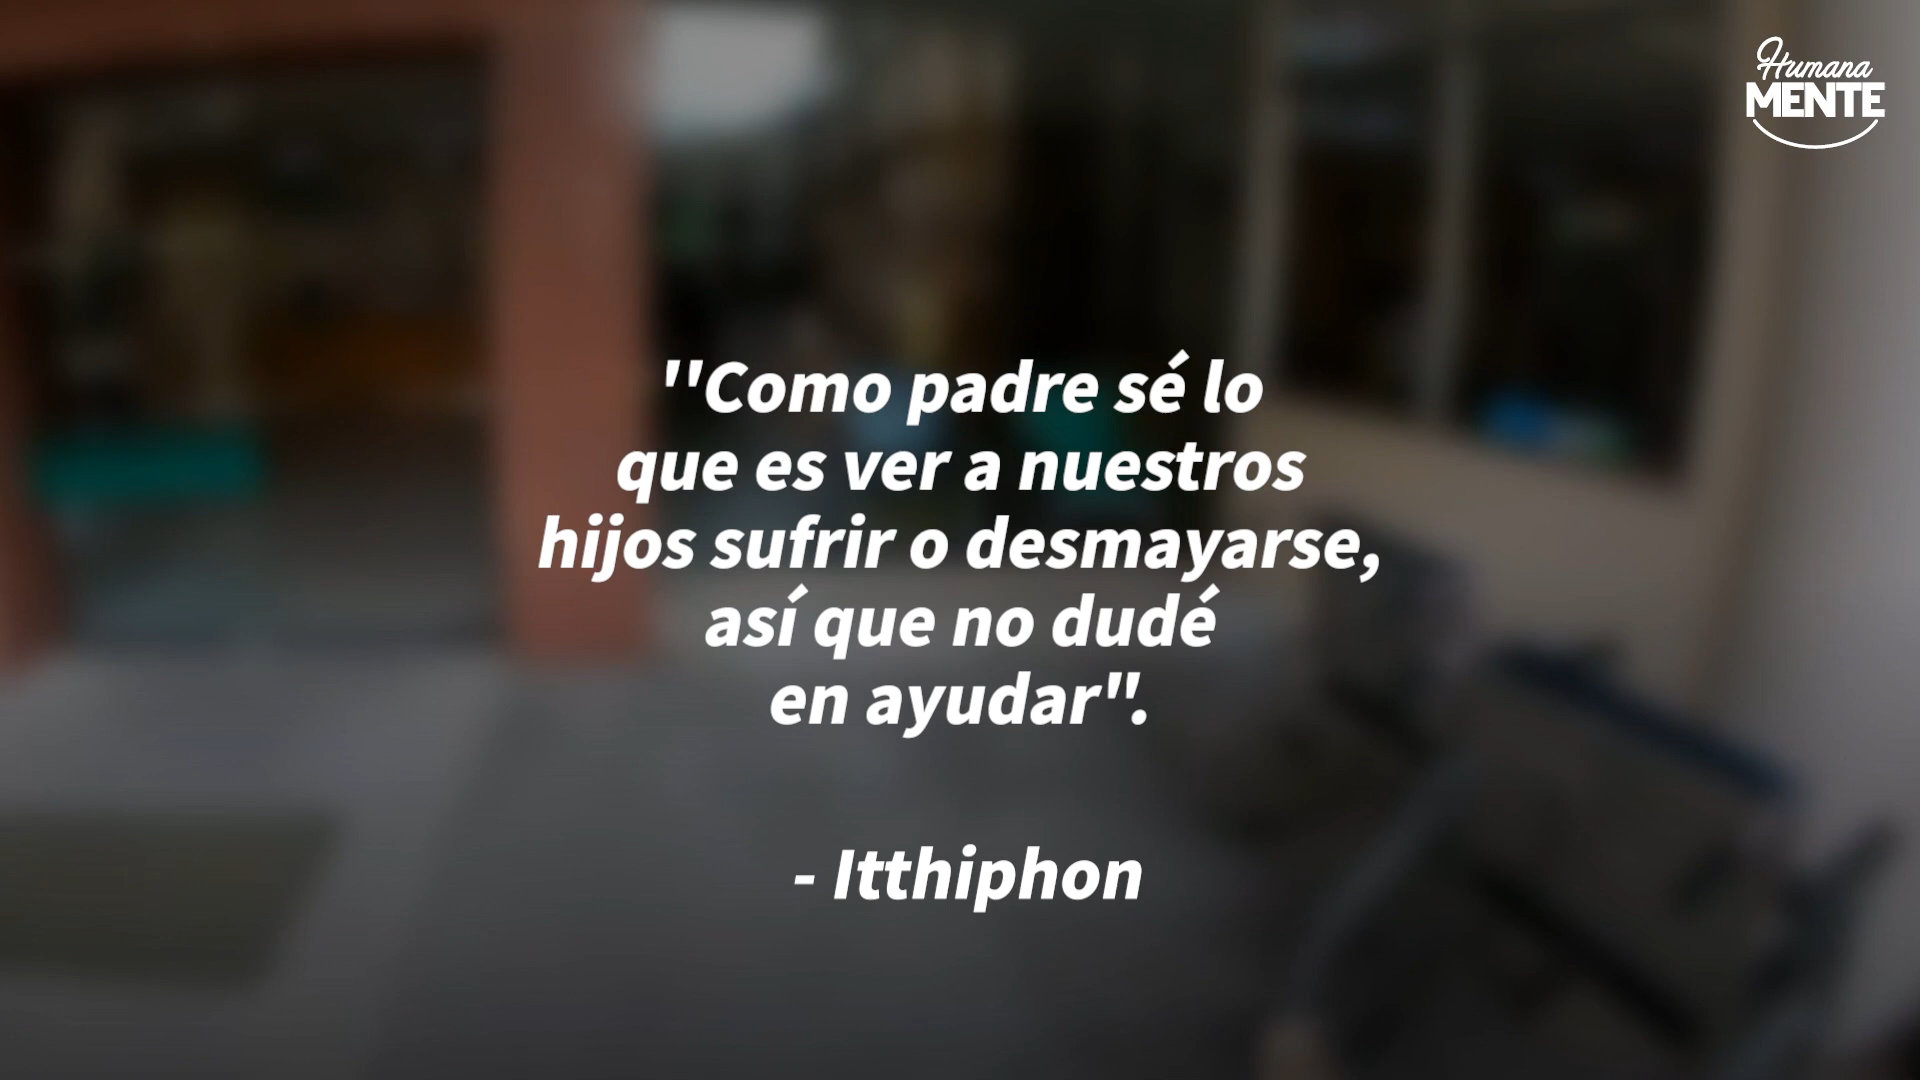 Humana
MENTE
"Como padre sé lo
que es ver a nuestros
hijos sufrir o desmayarse,
así que no dudé
en ayudar".
- Itthiphon